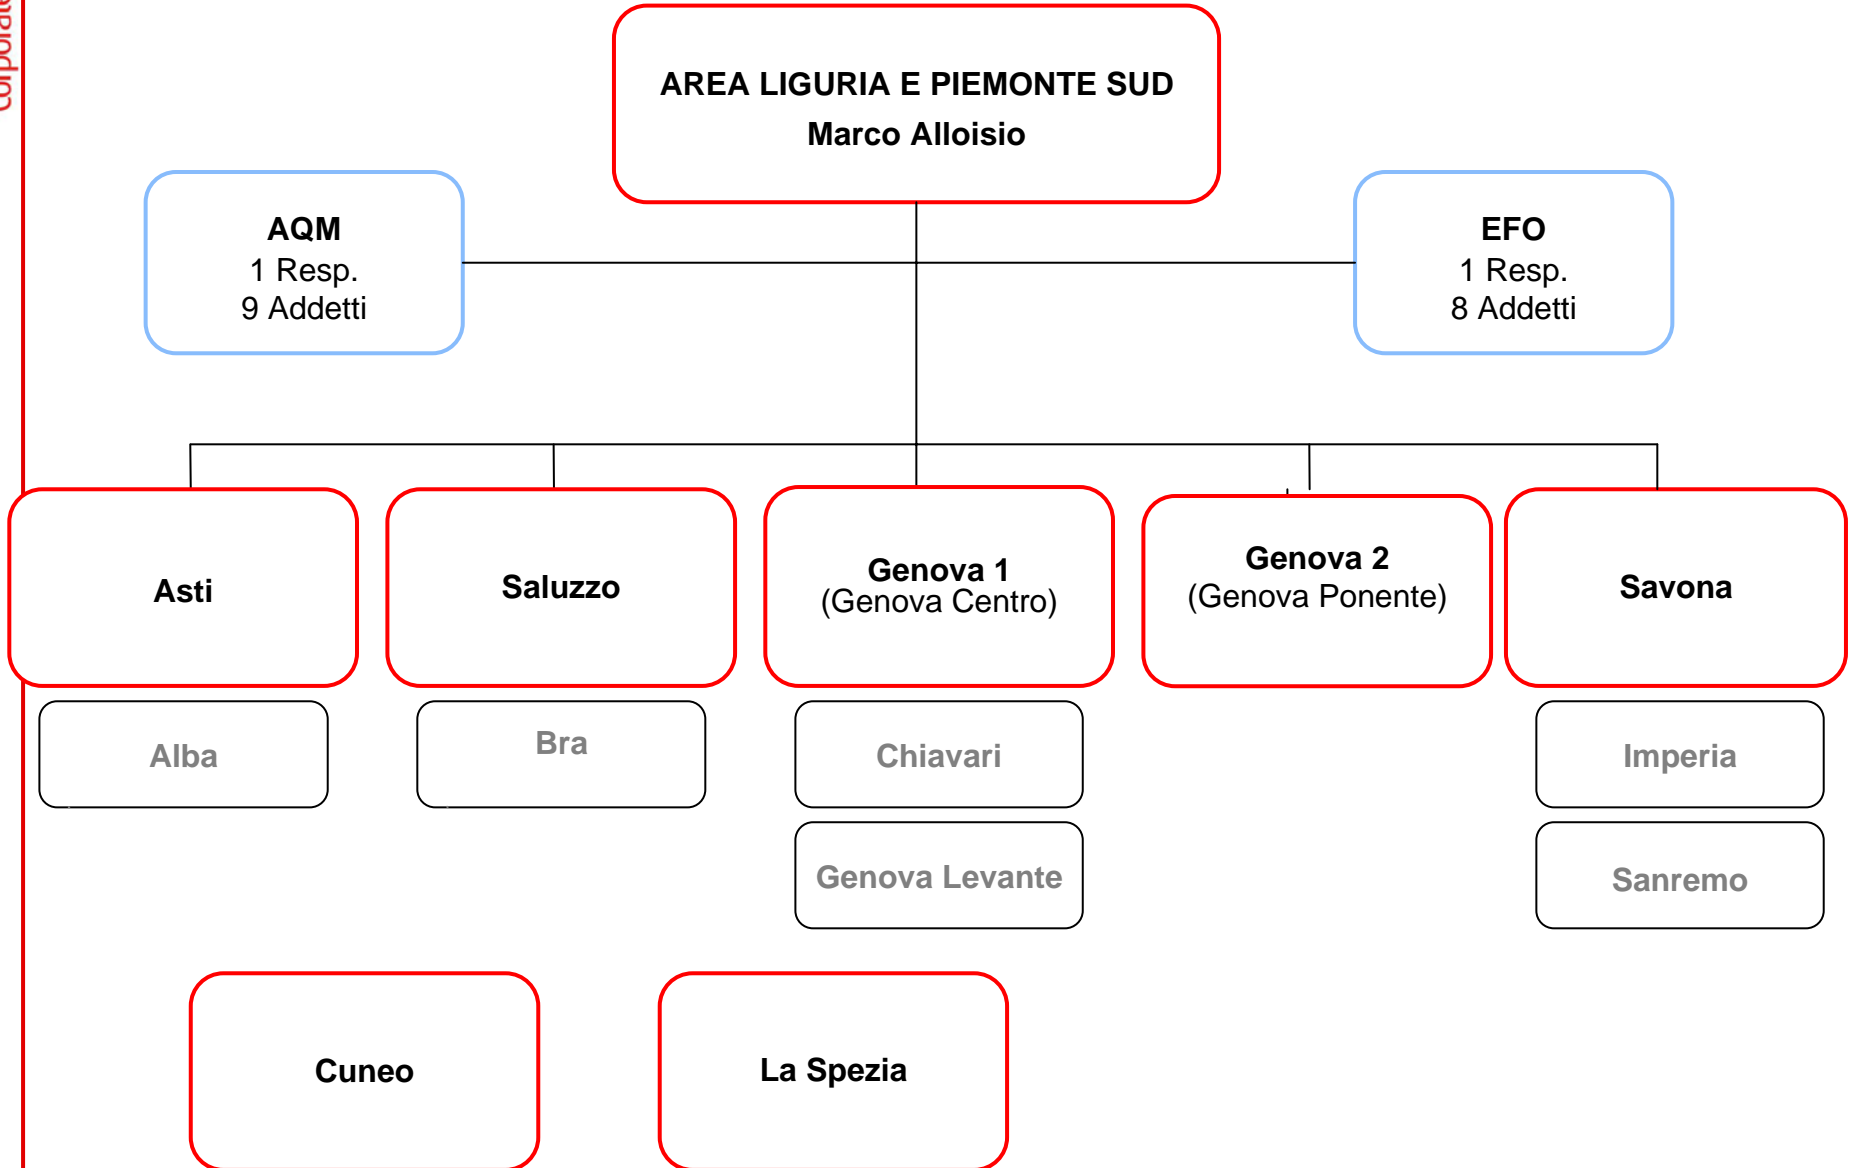 corporate
AREA LIGURIA E PIEMONTE SUD
Marco Alloisio
AQM
1 Resp.
9 Addetti
EFO
1 Resp.
8 Addetti
Asti
Saluzzo
Genova 1
(Genova Centro)
Genova 2
(Genova Ponente)
Savona
Alba
Bra
Chiavari
Imperia
Genova Levante
Sanremo
Cuneo
La Spezia